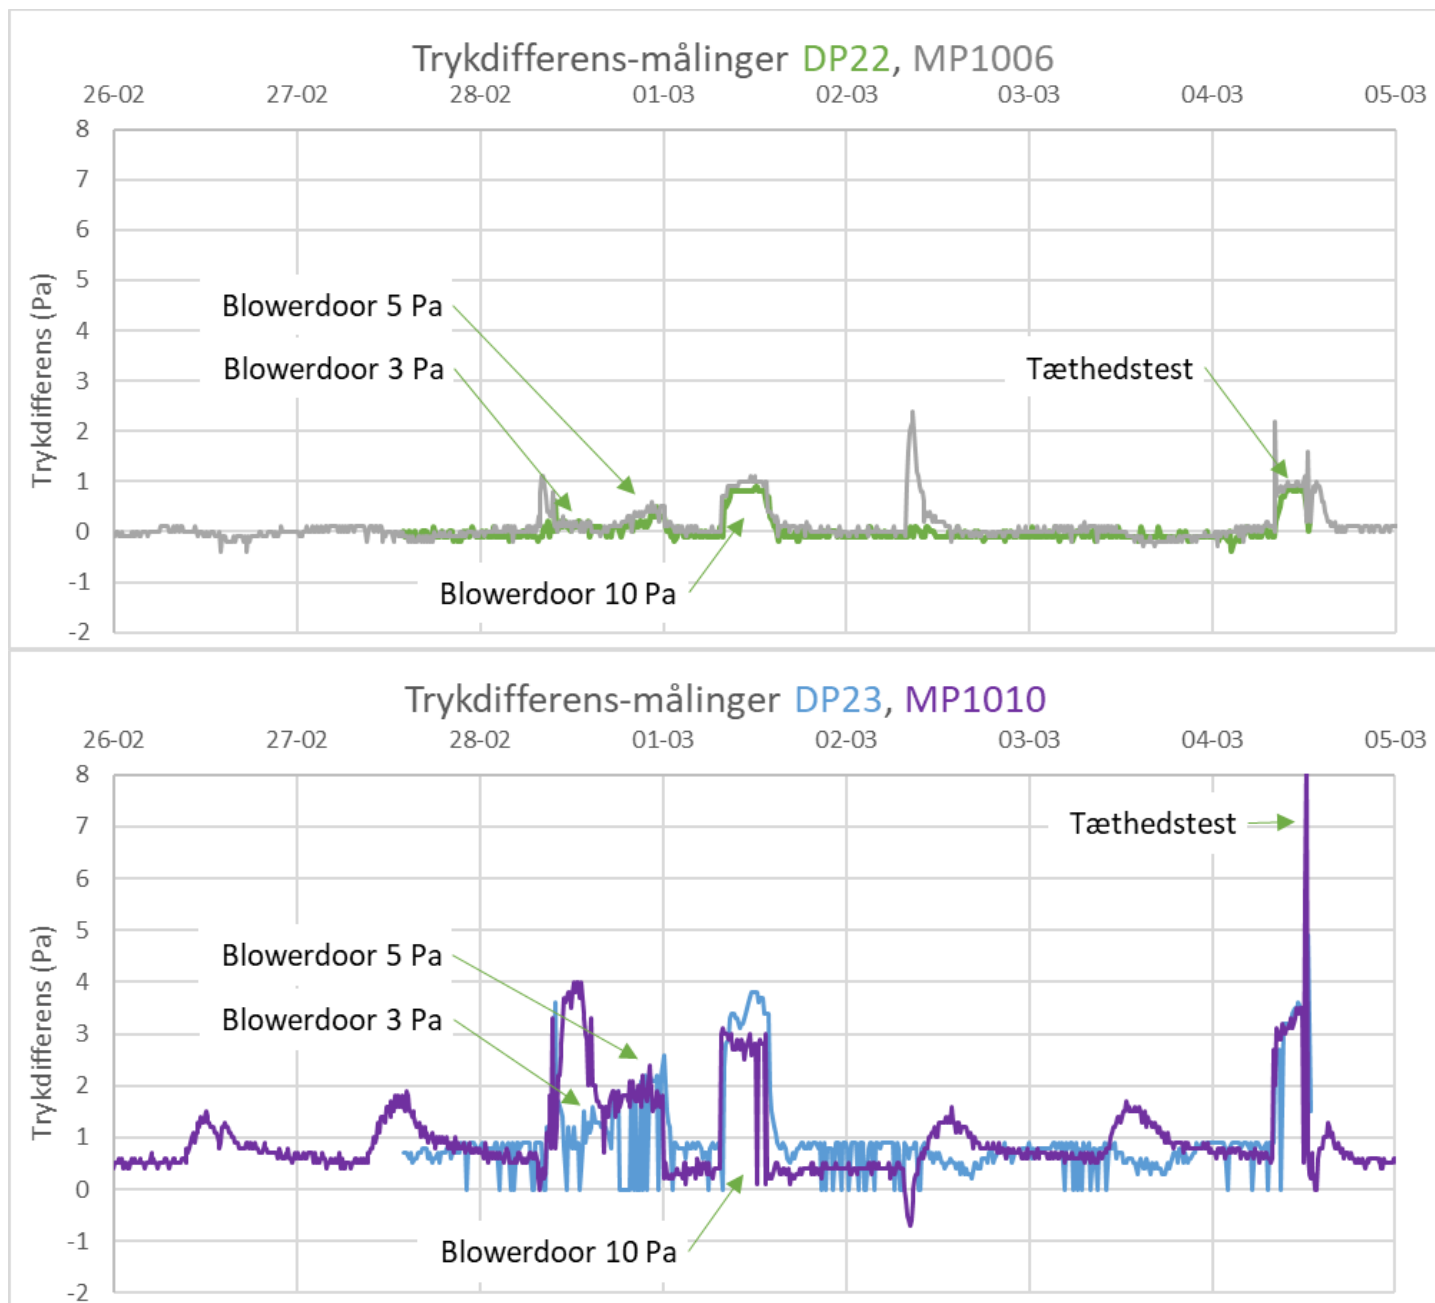 Trykdifferens-målinger DP22, MP1006
26-02 27-02 28-02 01-03 02-03 03-03 04-03 05-03
8
7
6
5
4
3
2
1
0
-1
-2
Trykdifferens (Pa)
Blowerdoor 5 Pa
Blowerdoor 3 Pa
Tæthedstest
Blowerdoor 10 Pa
Trykdifferens-målinger DP23, MP1010
26-02 27-02 28-02 01-03 02-03 03-03 04-03 05-03
8
7
6
5
4
3
2
1
0
-1
-2
Trykdifferens (Pa)
Tæthedstest
Blowerdoor 5 Pa
Blowerdoor 3 Pa
Blowerdoor 10 Pa